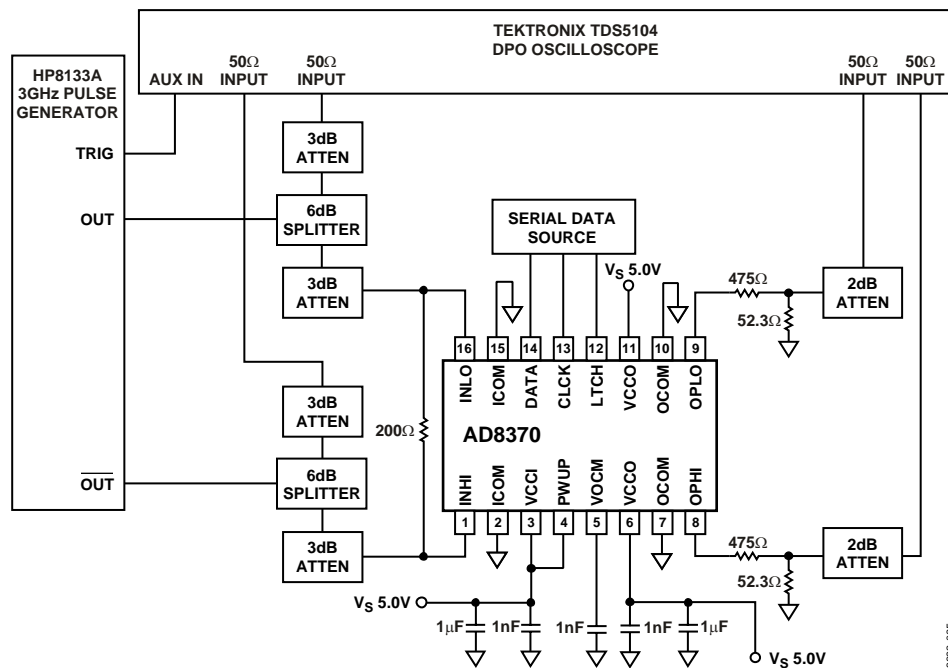 TEKTRONIX TDS5104
DPO OSCILLOSCOPE
AUX IN
50Ω
INPUT
50Ω
INPUT
50Ω
INPUT
50Ω
INPUT
HP8133A
3GHz PULSE
GENERATOR
TRIG
OUT
OUT
3dB
ATTEN
6dB
SPLITTER
3dB
ATTEN
3dB
ATTEN
6dB
SPLITTER
3dB
ATTEN
200Ω
SERIAL DATA
SOURCE
VS 5.0V
475Ω
52.3Ω
2dB
ATTEN
16 15 14 13 12 11 10 9
INLO ICOM DATA CLCK LTCH VCCO OCOM OPLO
AD8370
INHI ICOM VCCI PWUP VOCM VCCO OCOM OPHI
1 2 3 4 5 6 7 8
475Ω
52.3Ω
2dB
ATTEN
VS 5.0V
1μF 1nF 1nF 1nF 1μF
VS 5.0V